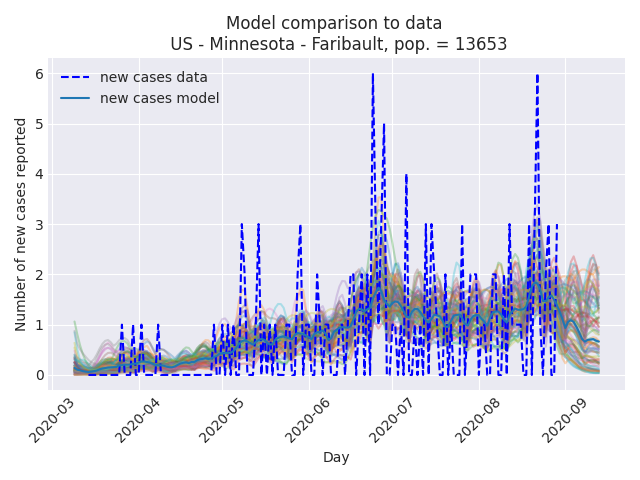 Model comparison to data
US - Minnesota - Faribault, pop. = 13653
new cases data
new cases model
Number of new cases reported
6
5
4
3
2
1
0
2020-03
2020-04
2020-05
2020-06
2020-07
2020-08
2020-09
Day